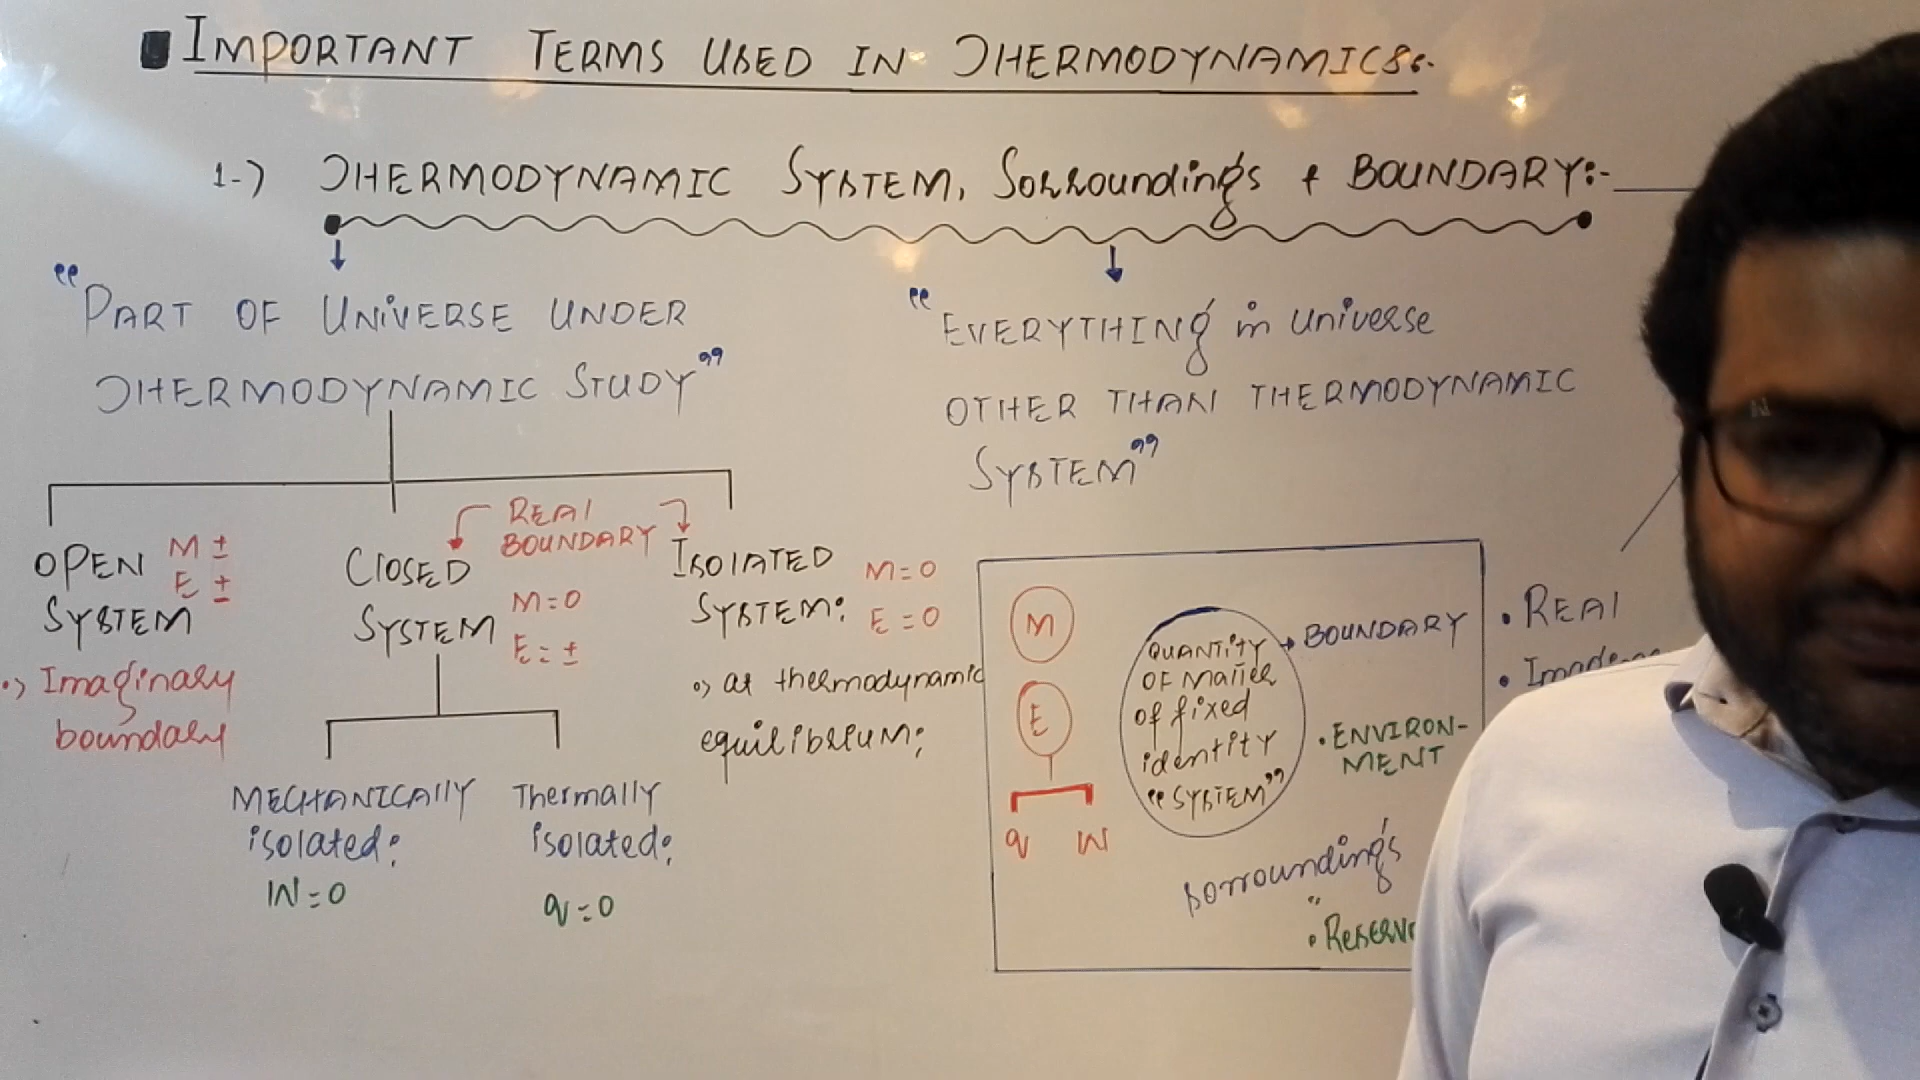 IMPORTANT TERMS USED IN THERMODYNAMICS:-
1-) THERMODYNAMIC SYSTEM, Sorroundings & BOUNDARY:-
"PART OF UNIVERSE UNDER
THERMODYNAMIC STUDY"
"EVERYTHING in universe
OTHER THAN THERMODYNAMIC
SYSTEM"
REAL
BOUNDARY
OPEN
SYSTEM
M ±
E ±
Imaginary
boundary
CLOSED
SYSTEM
M=0
E=±
ISOLATED
SYSTEM:
M=0
E=0
at thermodynamic
equilibrium;
MECHANICALLY
isolated:
W=0
Thermally
isolated:
q=0
M
E
q W
QUANTITY
OF Matter
of fixed
identity
"SYSTEM"
BOUNDARY
• ENVIRON-
MENT
sorroundings
• REAL